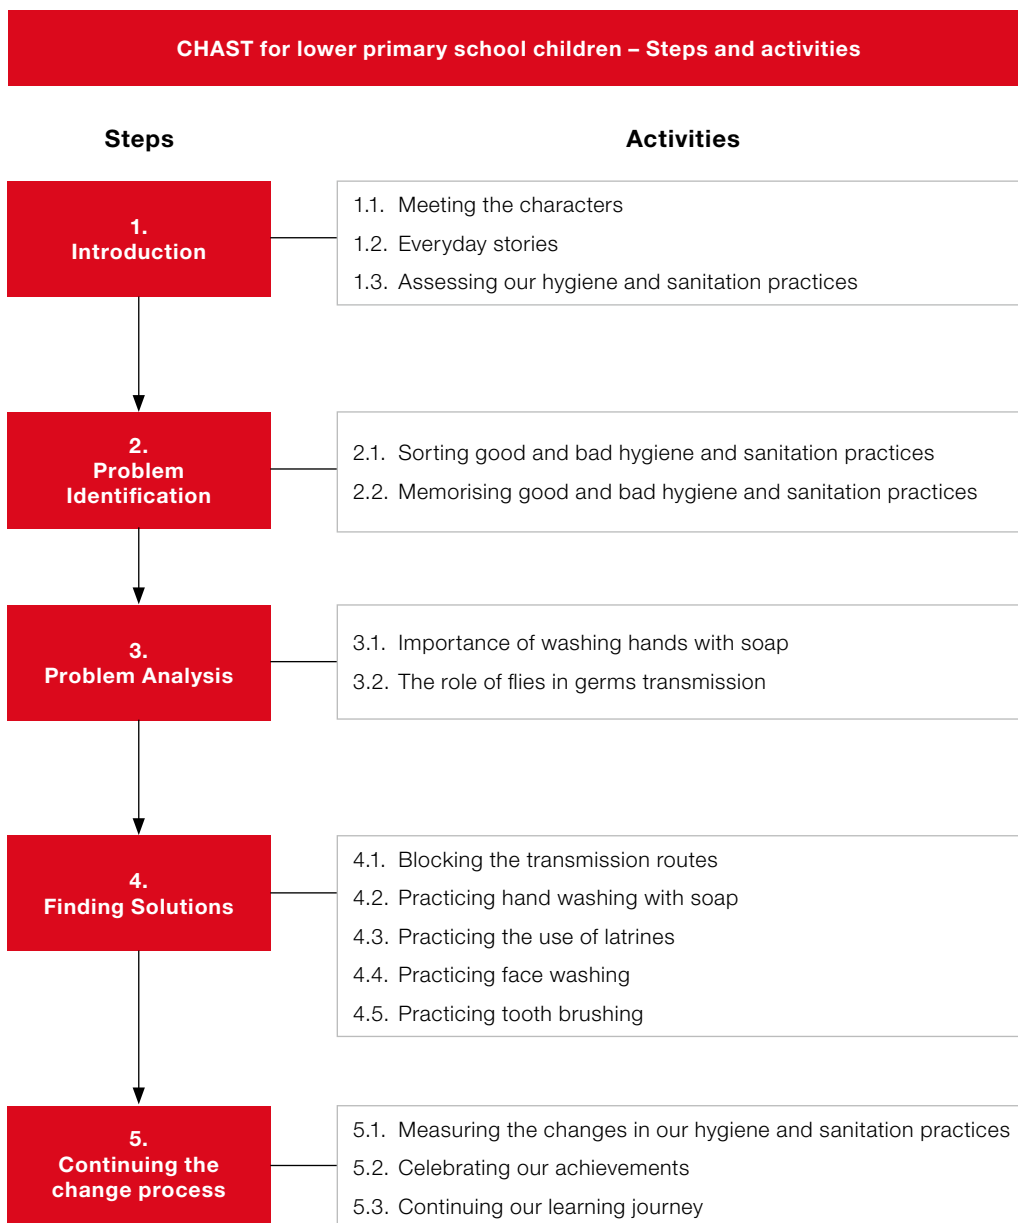 CHAST for lower primary school children – Steps and activities
Steps
Activities
1.
Introduction
1.1. Meeting the characters
1.2. Everyday stories
1.3. Assessing our hygiene and sanitation practices
2.
Problem
Identification
2.1. Sorting good and bad hygiene and sanitation practices
2.2. Memorising good and bad hygiene and sanitation practices
3.
Problem Analysis
3.1. Importance of washing hands with soap
3.2. The role of flies in germs transmission
4.
Finding Solutions
4.1. Blocking the transmission routes
4.2. Practicing hand washing with soap
4.3. Practicing the use of latrines
4.4. Practicing face washing
4.5. Practicing tooth brushing
5.
Continuing the
change process
5.1. Measuring the changes in our hygiene and sanitation practices
5.2. Celebrating our achievements
5.3. Continuing our learning journey